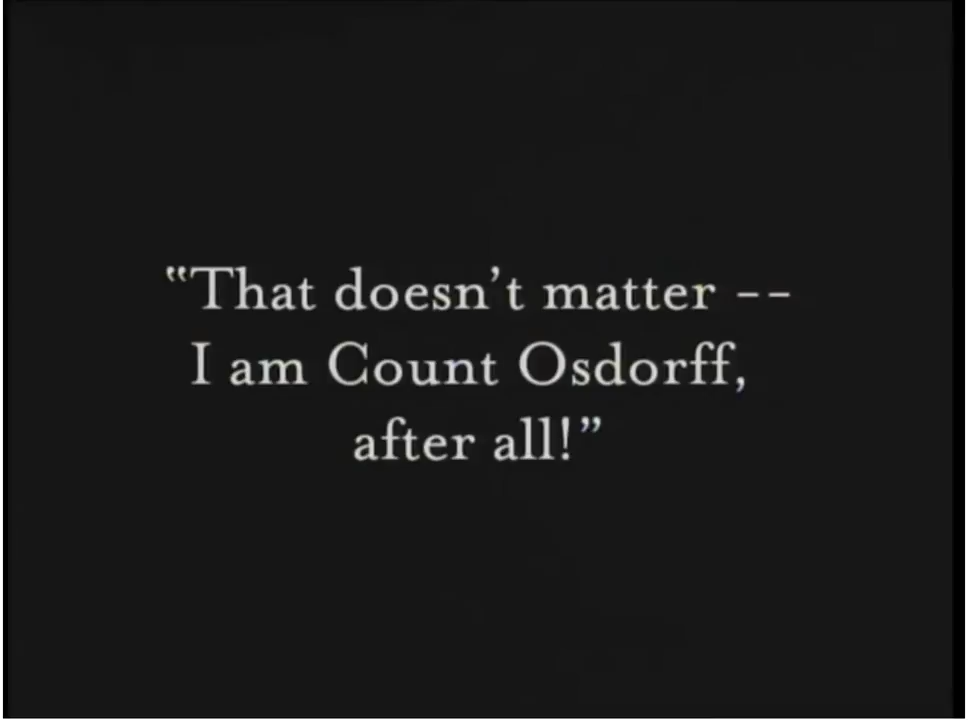 “That doesn’t matter --
I am Count Osdorff,
after all!”